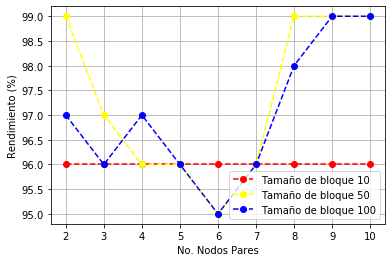 99.0
98.5
98.0
97.5
97.0
96.5
96.0
95.5
95.0
Rendimiento (%)
Tamaño de bloque 10
Tamaño de bloque 50
Tamaño de bloque 100
2 3 4 5 6 7 8 9 10
No. Nodos Pares